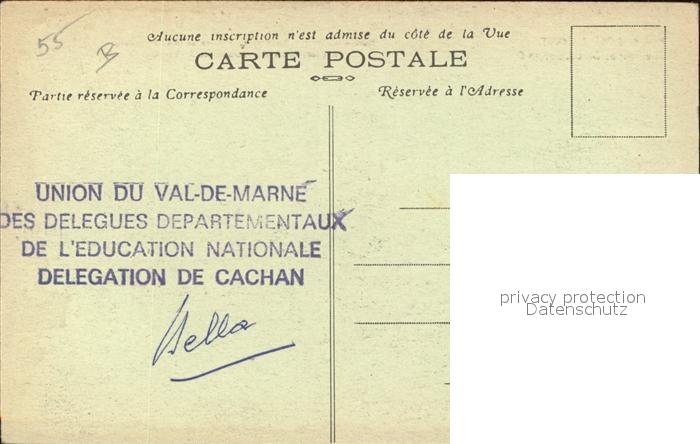 55 B
Aucune inscription n'est admise du côté de la Vue
CARTE POSTALE
Partie réservée à la Correspondance
Réservée à l'Adresse
UNION DU VAL-DE-MARNE
DES DELEGUES DEPARTEMENTAUX
DE L'EDUCATION NATIONALE
DELEGATION DE CACHAN
Bella
privacy protection
Datenschutz